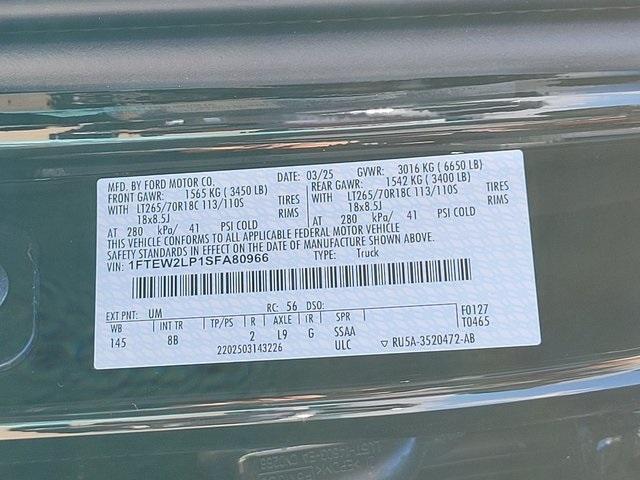 MFD. BY FORD MOTOR CO. DATE: 03/25 GVWR: 3016 KG ( 6650 LB)
FRONT GAWR: 1565 KG ( 3450 LB) REAR GAWR: 1542 KG ( 3400 LB)
WITH LT265/70R18C 113/110S TIRES WITH LT265/70R18C 113/110S TIRES
18x8.5J RIMS 18x8.5J RIMS
AT 280 kPa/ 41 PSI COLD AT 280 kPa/ 41 PSI COLD
THIS VEHICLE CONFORMS TO ALL APPLICABLE FEDERAL MOTOR VEHICLE
SAFETY STANDARDS IN EFFECT ON THE DATE OF MANUFACTURE SHOWN ABOVE.
VIN: 1FTEW2LP1SFA80966 TYPE: Truck
EXT PNT: UM RC: 56 DSO: F0127
WB INT TR TP/PS R AXLE TR SPR T0465
145 8B 2 L9 G SSAA
2202503143226 ULC ▽ RU5A-3520472-AB